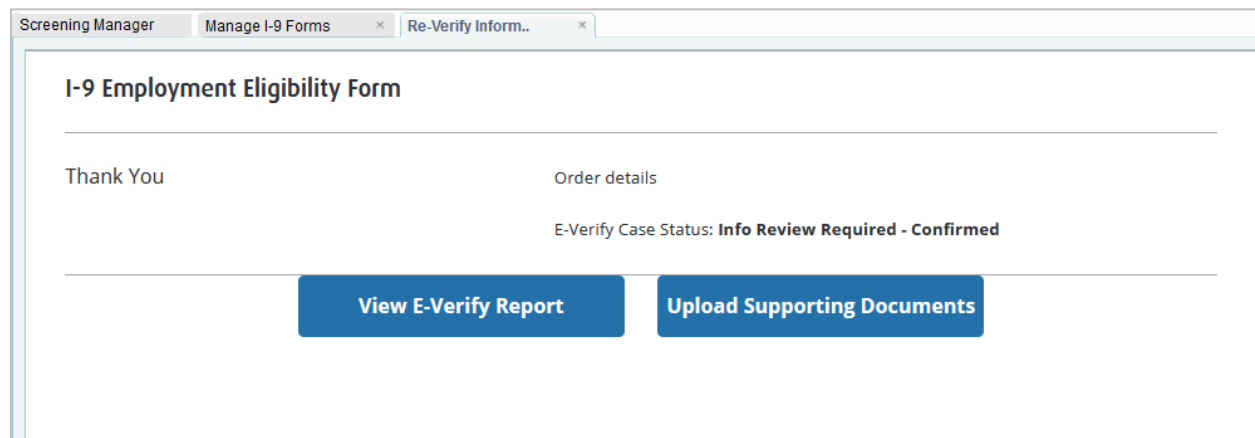 Screening Manager
Manage I-9 Forms ×
Re-Verify Inform.. ×
I-9 Employment Eligibility Form
Thank You
Order details
E-Verify Case Status: Info Review Required - Confirmed
View E-Verify Report
Upload Supporting Documents